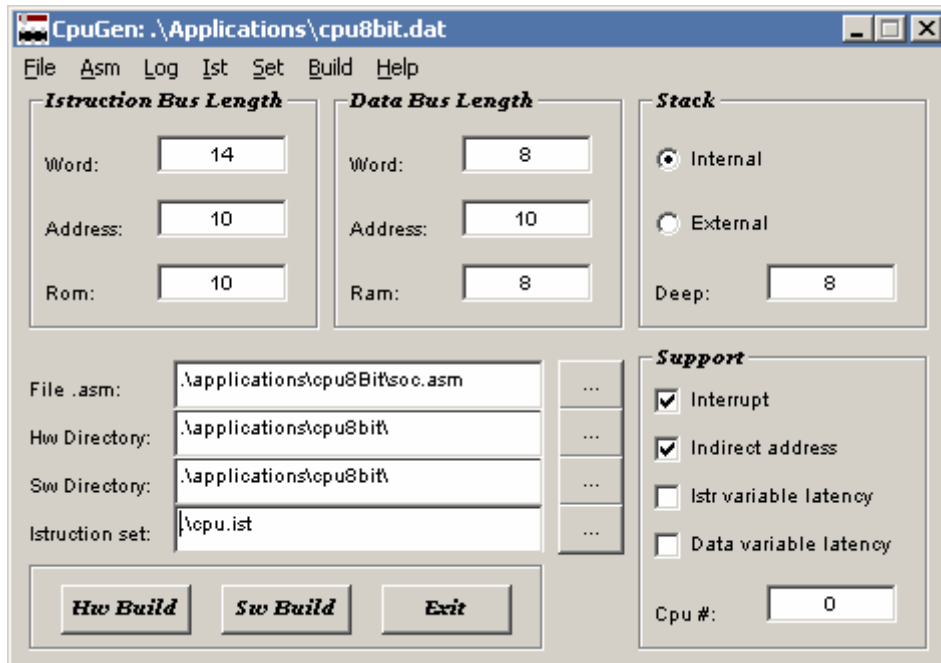 CpuGen: .\Applications\cpu8bit.dat
File Asm Log Ist Set Build Help
Istruction Bus Length
Word: 14
Address: 10
Rom: 10
Data Bus Length
Word: 8
Address: 10
Ram: 8
Stack
Internal
External
Deep: 8
File .asm: .\applications\cpu8Bit\soc.asm ...
Hw Directory: .\applications\cpu8bit\ ...
Sw Directory: .\applications\cpu8bit\ ...
Istruction set: .\cpu.ist ...
Support
Interrupt
Indirect address
Istr variable latency
Data variable latency
Cpu #: 0
Hw Build Sw Build Exit